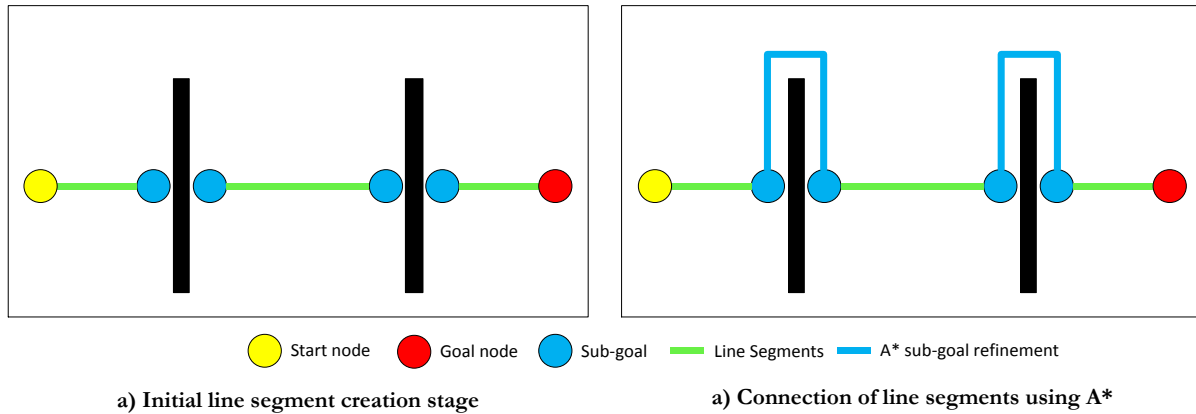 Start node
Goal node
Sub-goal
Line Segments
A* sub-goal refinement
a) Initial line segment creation stage
a) Connection of line segments using A*